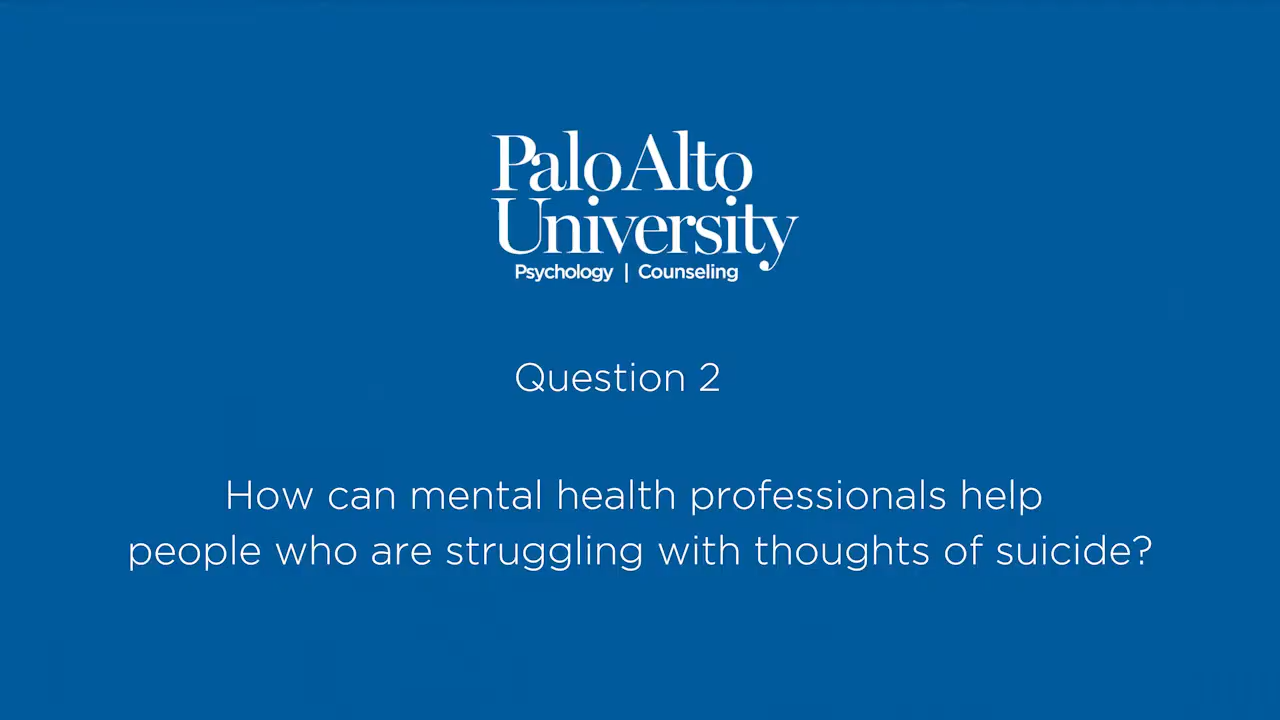 Palo Alto
University
Psychology | Counseling
Question 2
How can mental health professionals help
people who are struggling with thoughts of suicide?